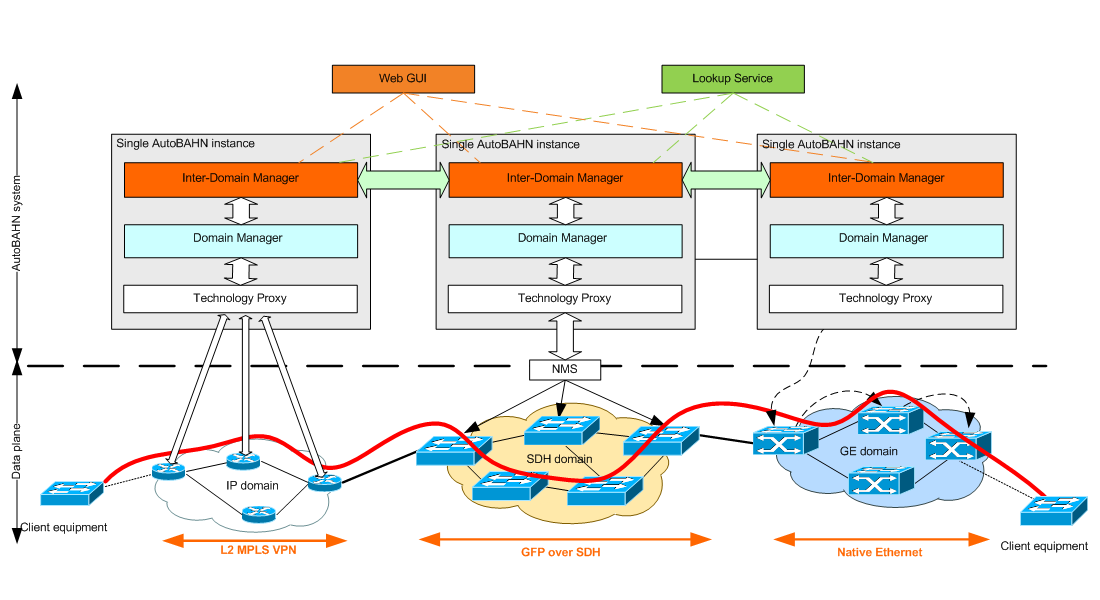 Web GUI
Lookup Service
Single AutoBAHN instance
Single AutoBAHN instance
Single AutoBAHN instance
Inter-Domain Manager
Inter-Domain Manager
Inter-Domain Manager
Domain Manager
Domain Manager
Domain Manager
Technology Proxy
Technology Proxy
Technology Proxy
AutoBAHN system
NMS
Data plane
IP domain
SDH domain
GE domain
Client equipment
Client equipment
L2 MPLS VPN
GFP over SDH
Native Ethernet